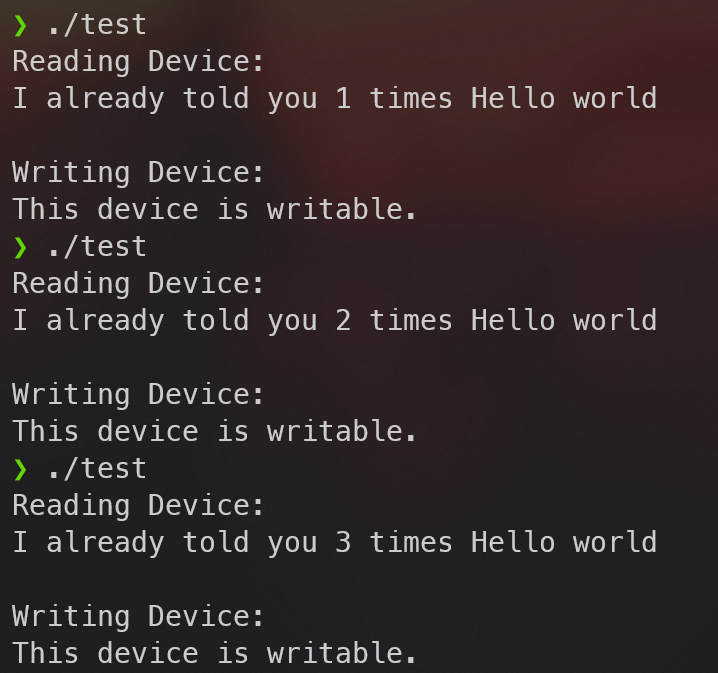 ❯ ./test
Reading Device:
I already told you 1 times Hello world

Writing Device:
This device is writable.
❯ ./test
Reading Device:
I already told you 2 times Hello world

Writing Device:
This device is writable.
❯ ./test
Reading Device:
I already told you 3 times Hello world

Writing Device:
This device is writable.